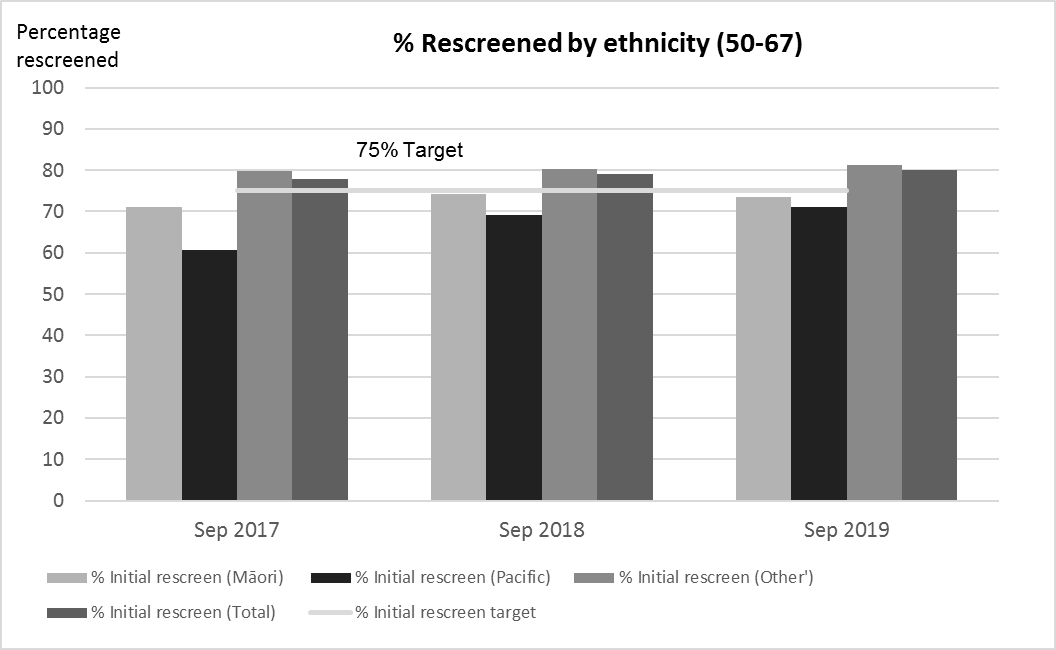 Percentage
rescreened
% Rescreened by ethnicity (50-67)
100
90
75% Target
80
70
60
50
40
30
20
10
0
Sep 2017
Sep 2018
Sep 2019
% Initial rescreen (Māori)
% Initial rescreen (Pacific)
% Initial rescreen (Other')
% Initial rescreen (Total)
% Initial rescreen target